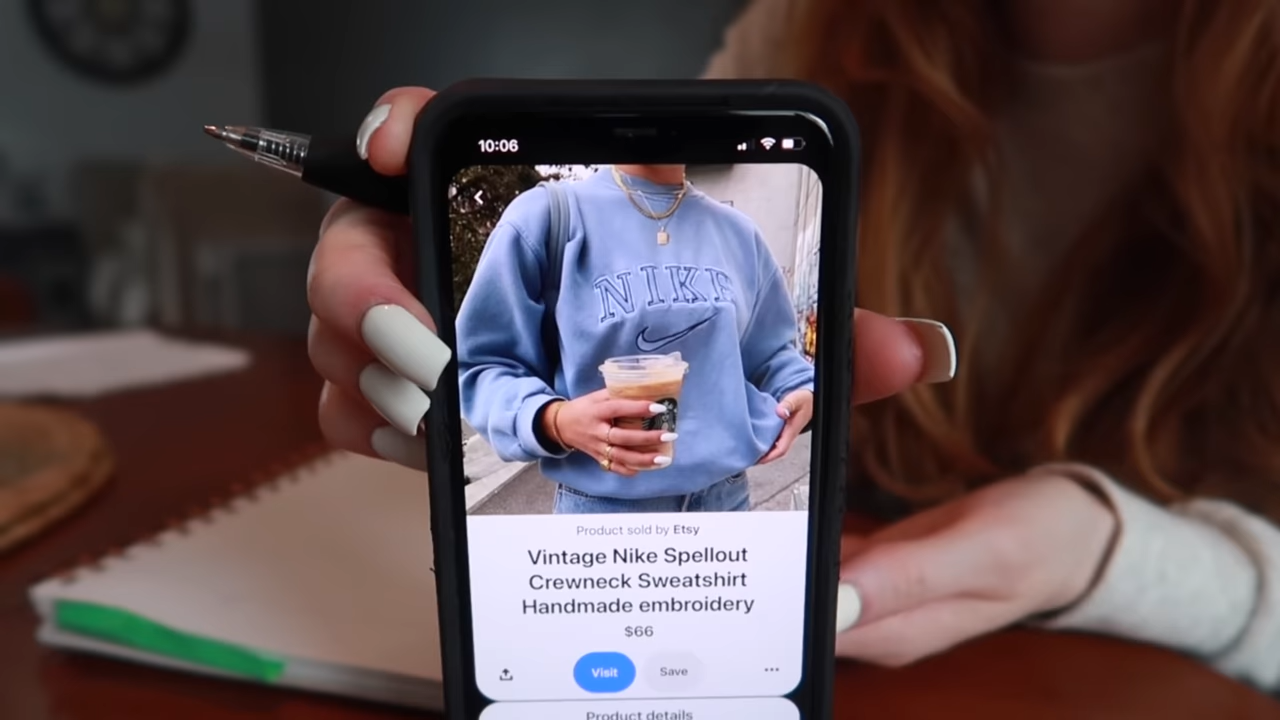 10:06
NIKE
Product sold by Etsy
Vintage Nike Spellout
Crewneck Sweatshirt
Handmade embroidery
$66
Visit
Save
Product details